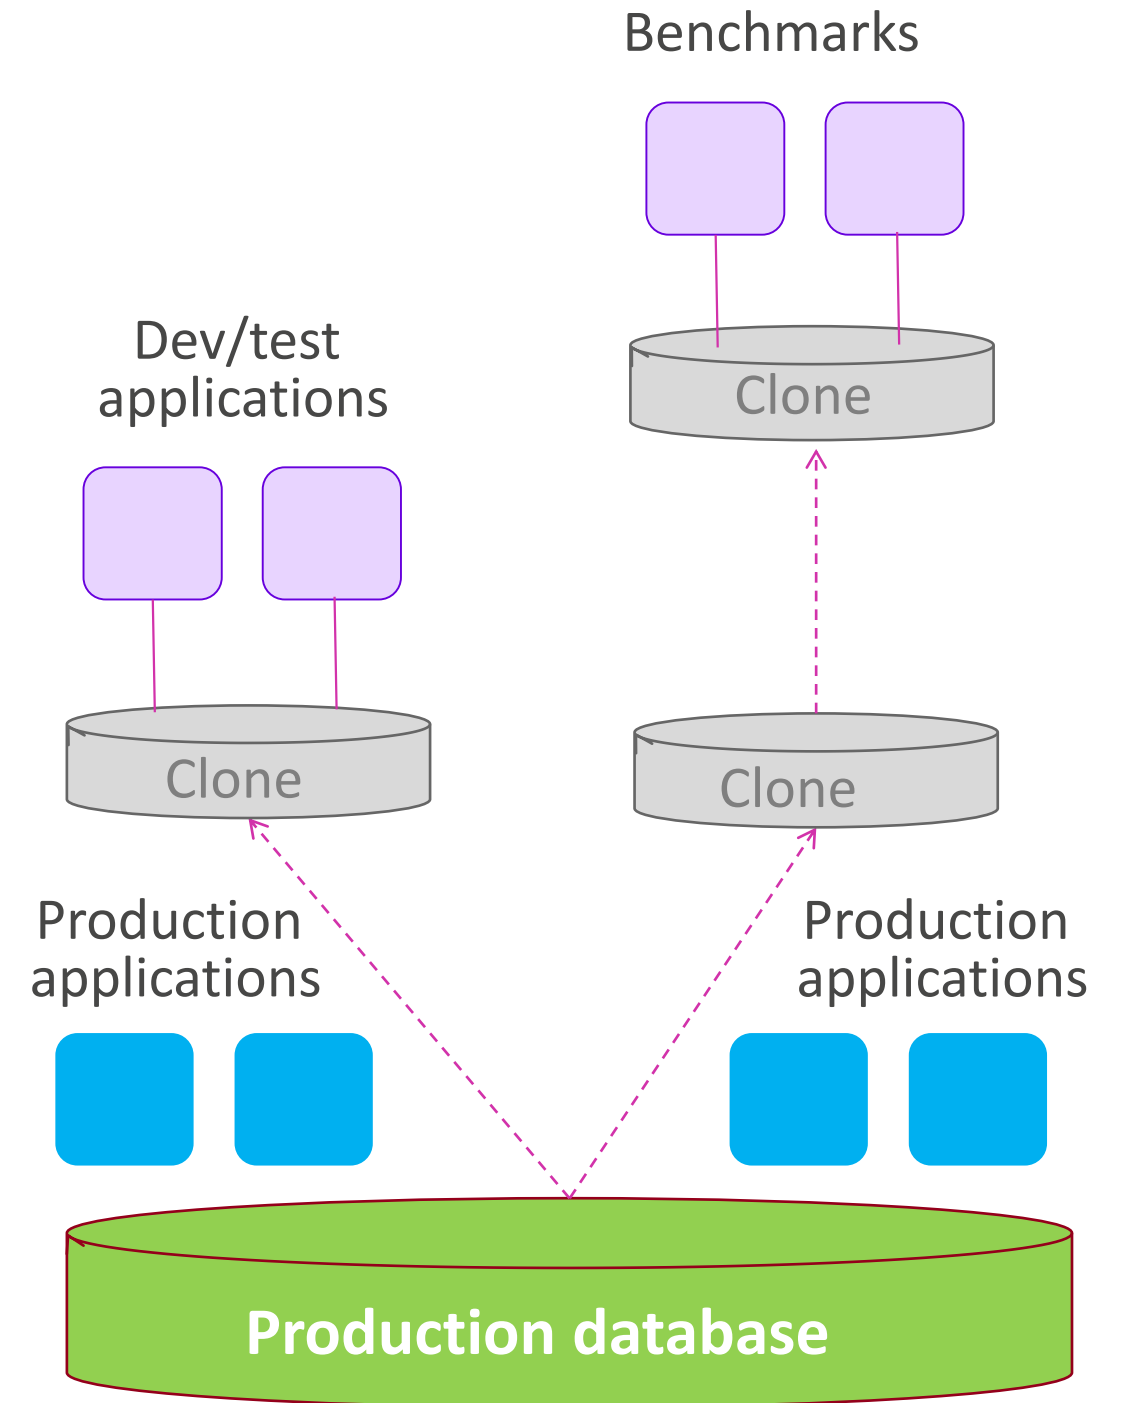 Benchmarks
Clone
Dev/test
applications
Clone
Clone
Production
applications
Production
applications
Production database